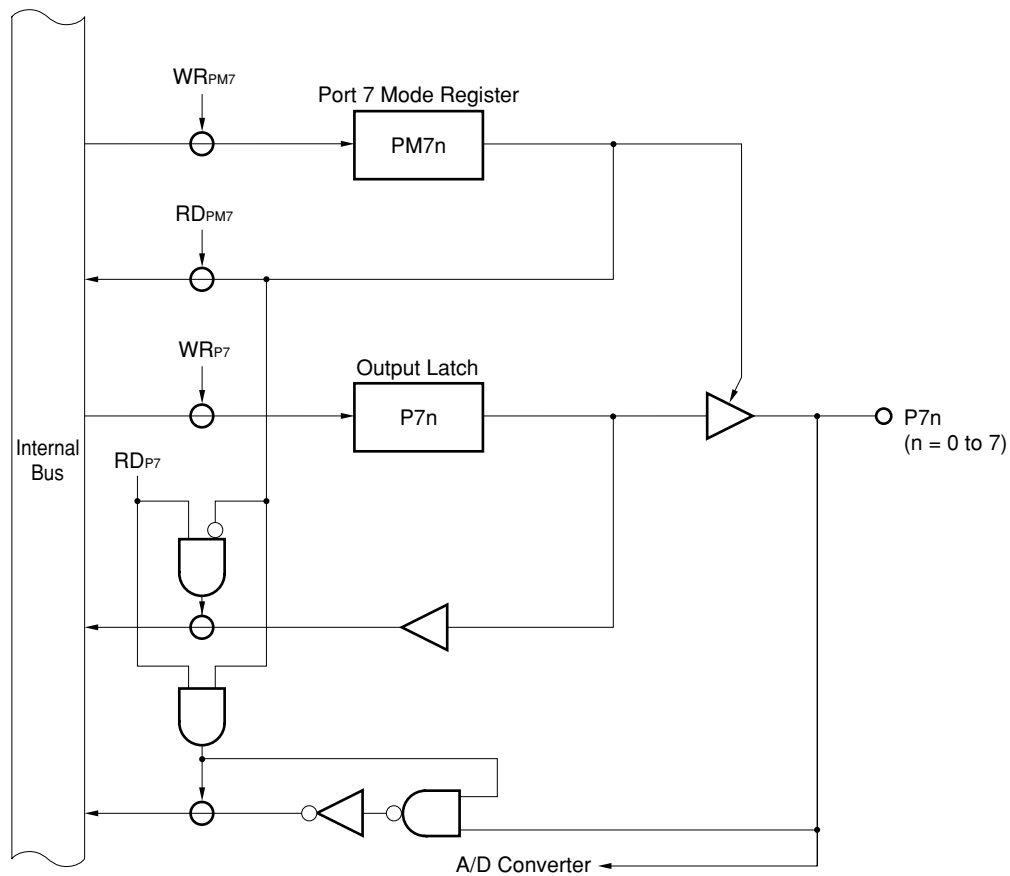 WRPM7
Port 7 Mode Register
PM7n
RDPM7
WRP7
Output Latch
P7n
P7n
(n = 0 to 7)
Internal
Bus
RDP7
A/D Converter